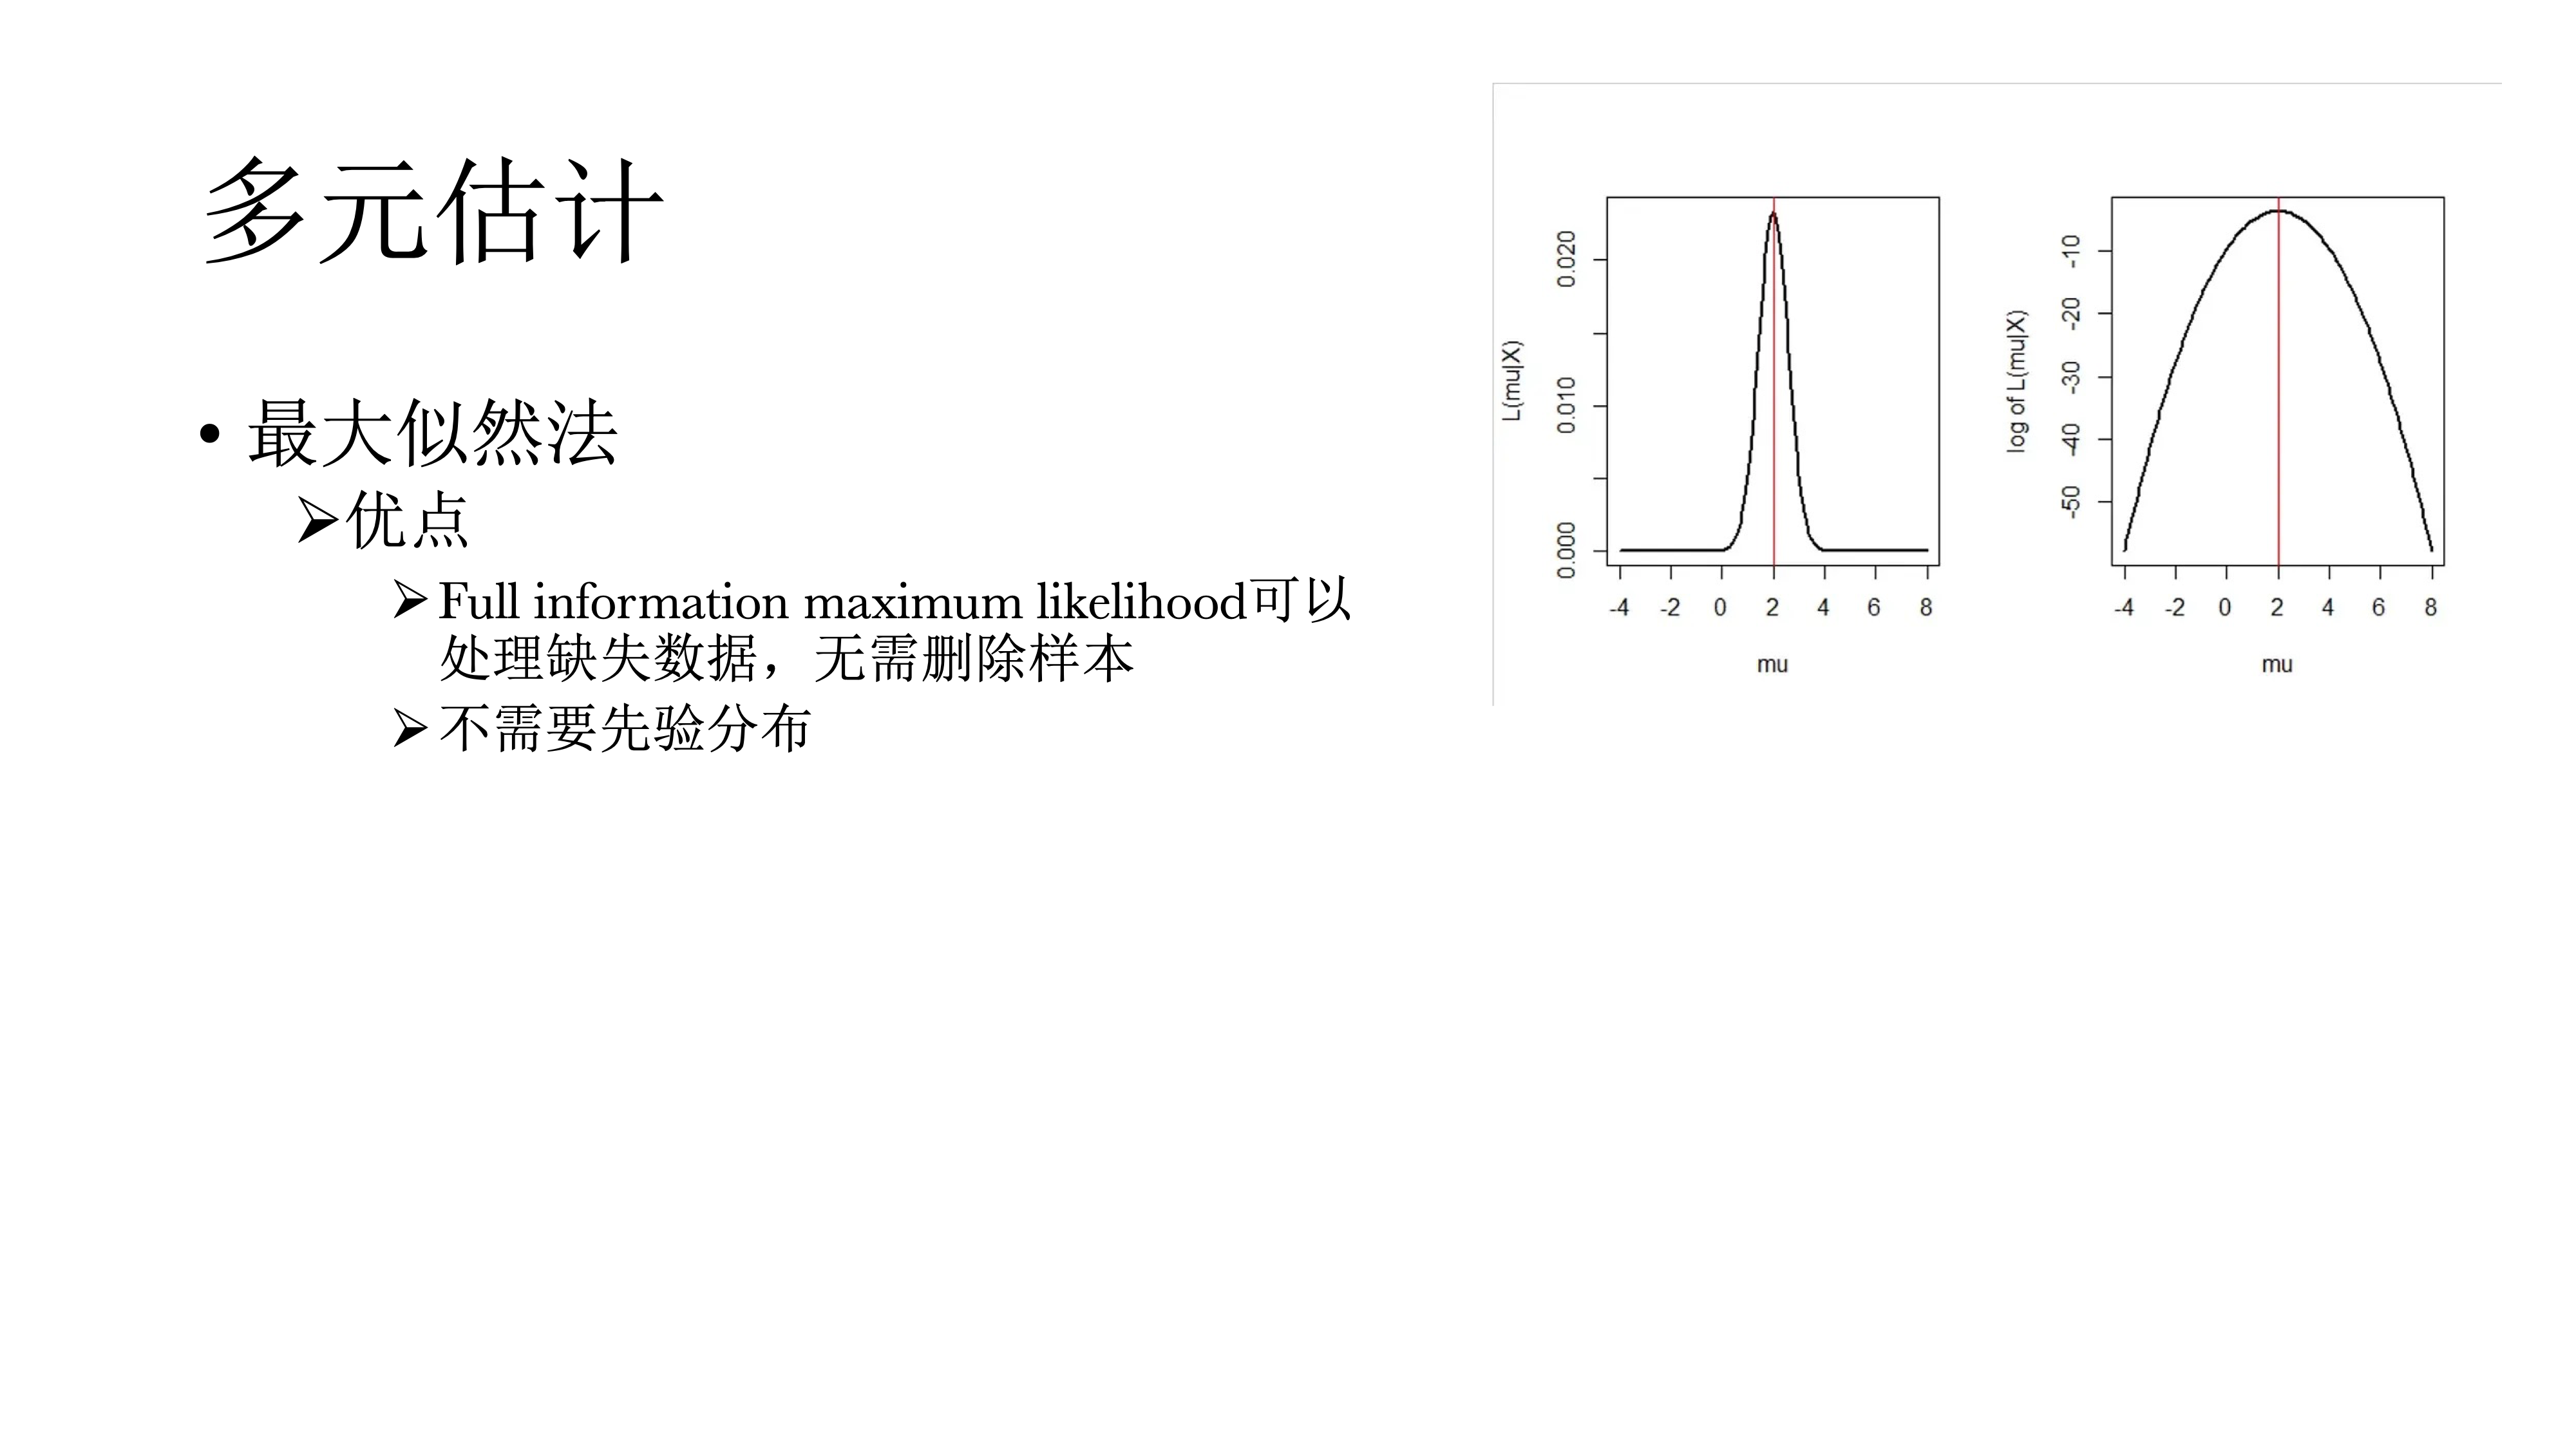 多元估计
• 最大似然法
➢优点
➢Full information maximum likelihood可以
处理缺失数据，无需删除样本
➢不需要先验分布
L(mu|X)
0.020
0.010
0.000
-4 -2 0 2 4 6 8
mu
log of L(mu|X)
-10
-20
-30
-40
-50
-4 -2 0 2 4 6 8
mu